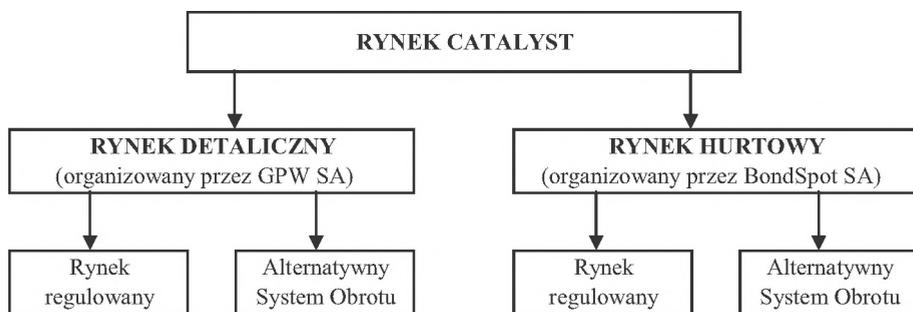 RYNEK CATALYST
RYNEK DETALICZNY
(organizowany przez GPW SA)
RYNEK HURTOWY
(organizowany przez BondSpot SA)
Rynek
regulowany
Alternatywny
System Obrotu
Rynek
regulowany
Alternatywny
System Obrotu